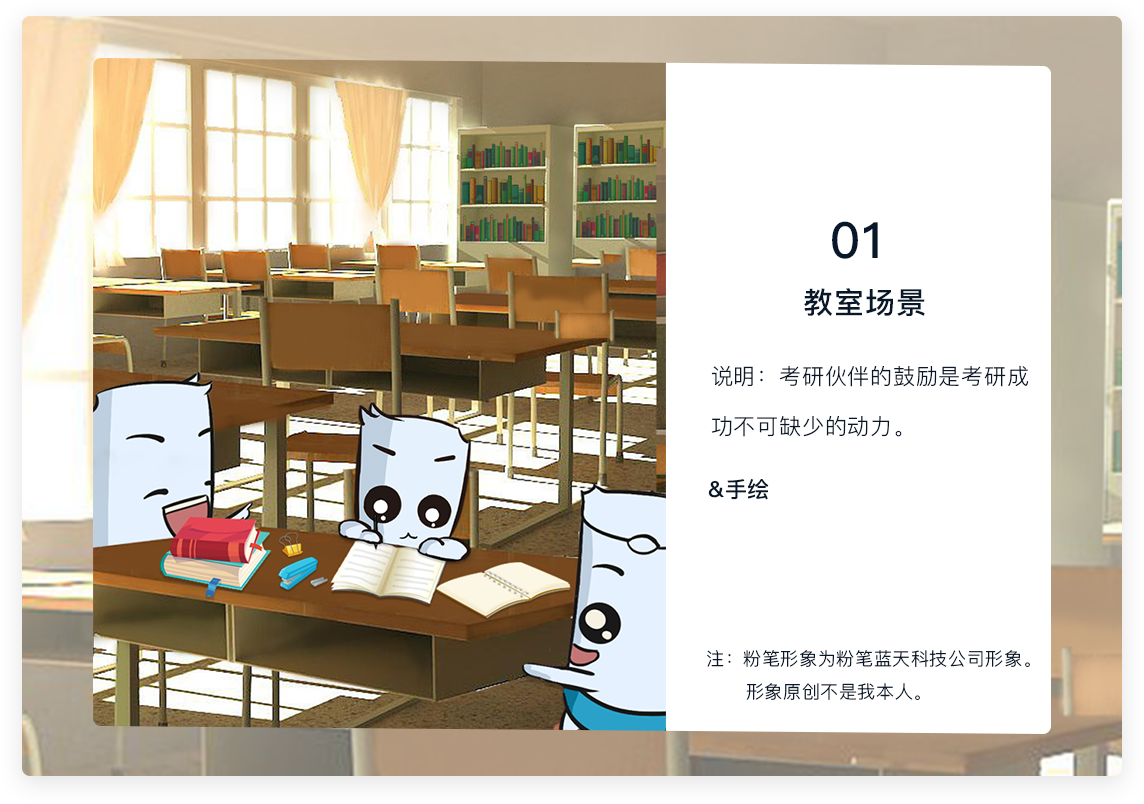 01
教室场景
说明：考研伙伴的鼓励是考研成
功不可缺少的动力。
&手绘
注：粉笔形象为粉笔蓝天科技公司形象。
形象原创不是我本人。